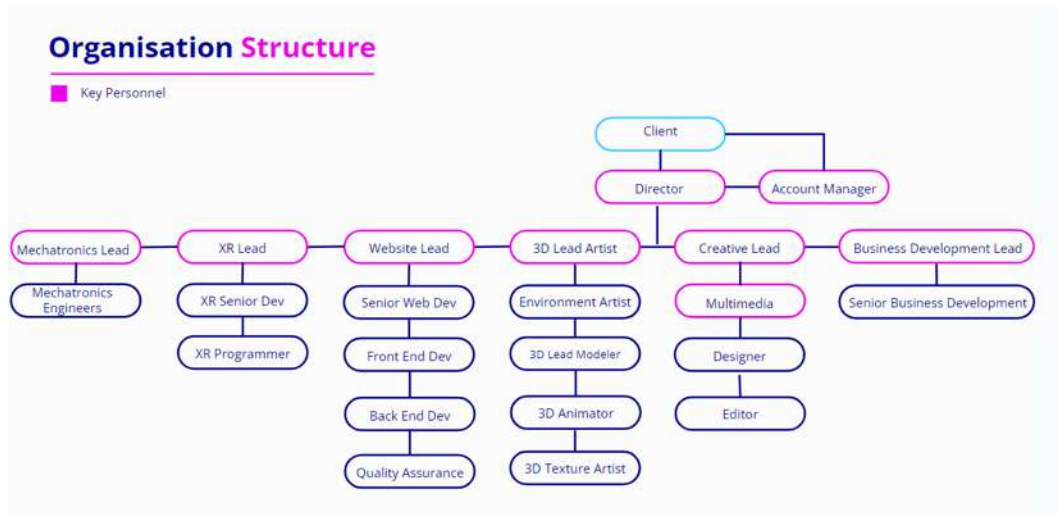 Organisation Structure
Key Personnel
Client
Director
Account Manager
Mechatronics Lead
XR Lead
Website Lead
3D Lead Artist
Creative Lead
Business Development Lead
Mechatronics
Engineers
XR Senior Dev
Senior Web Dev
Environment Artist
Multimedia
Senior Business Development
XR Programmer
Front End Dev
3D Lead Modeler
Designer
Back End Dev
3D Animator
Editor
Quality Assurance
3D Texture Artist